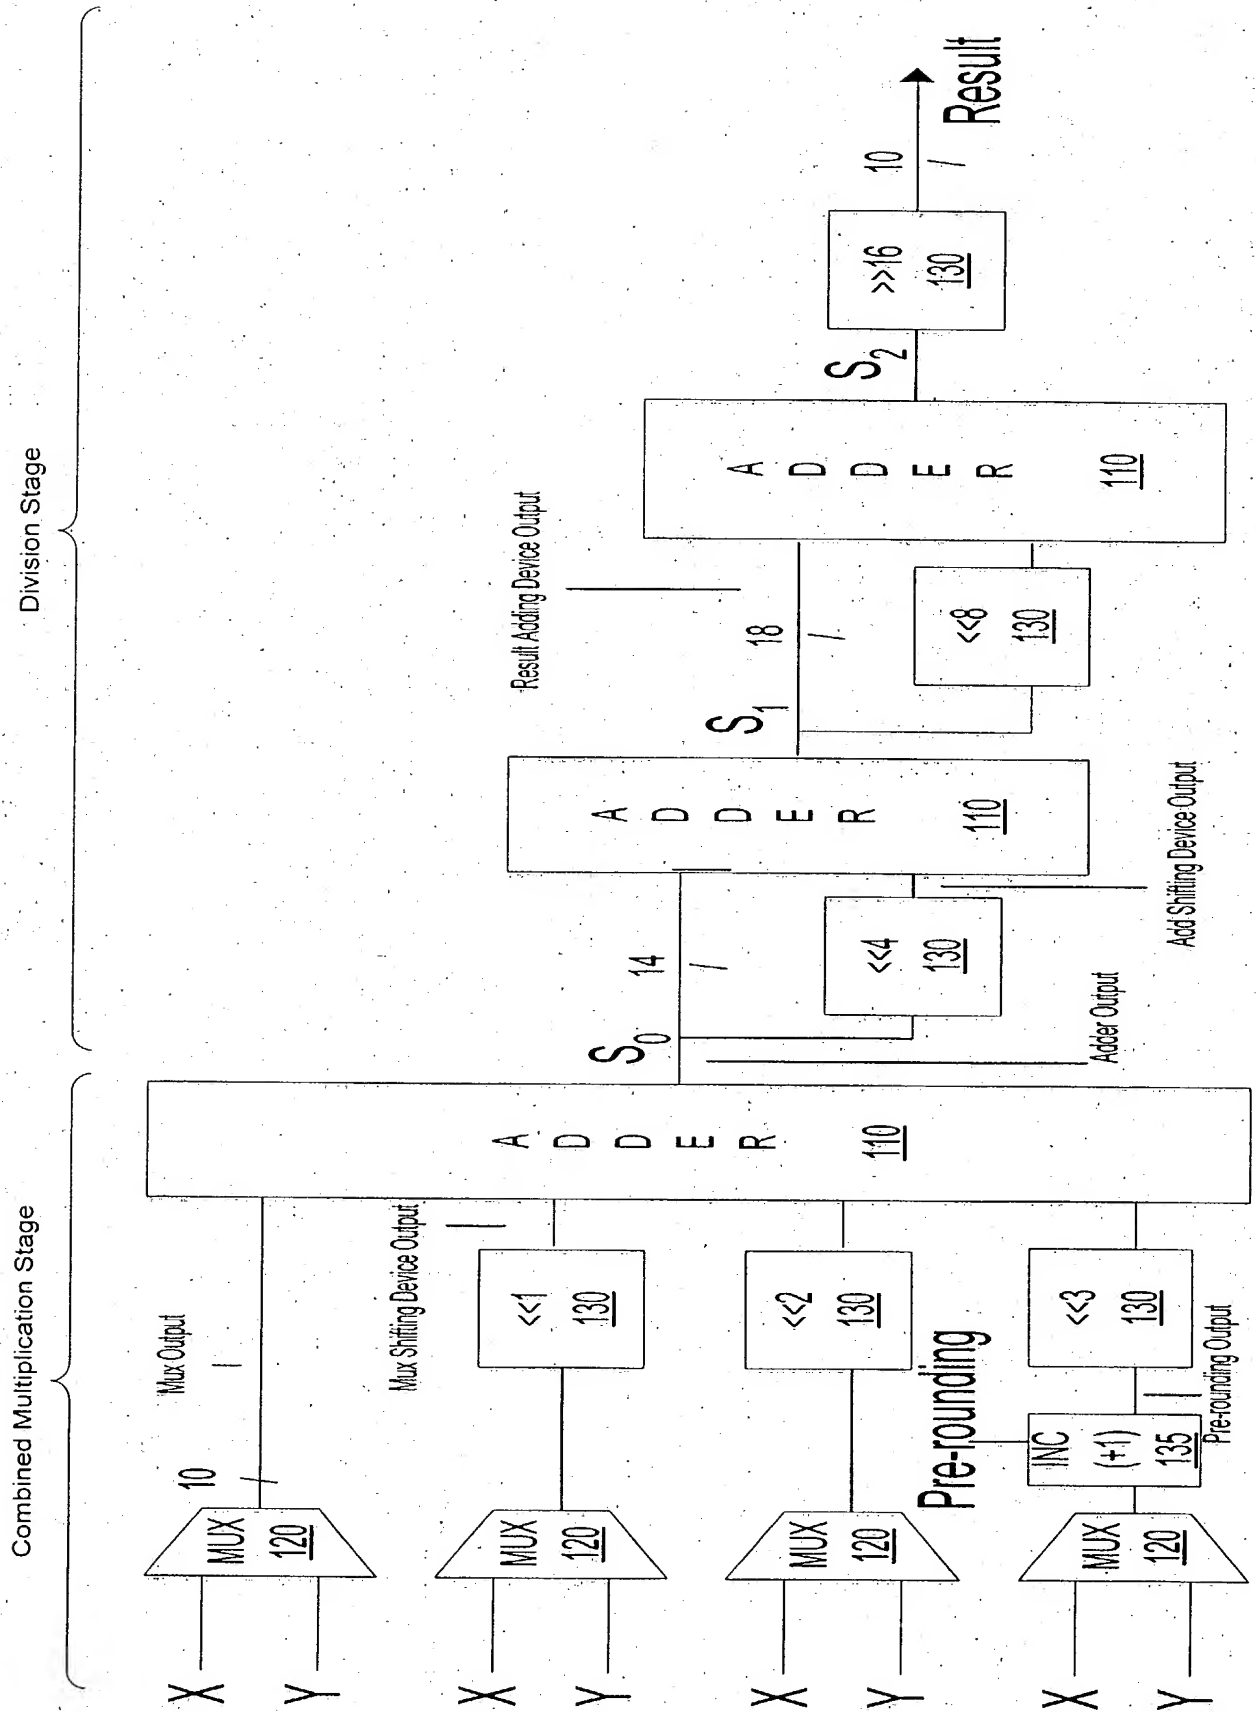 Combined Multiplication Stage
Division Stage
X
Y
MUX
120
10
Mux Output
X
Y
MUX
120
<<1
130
Mux Shifting Device Output
X
Y
MUX
120
<<2
130
X
Y
MUX
120
Pre-rounding
INC
(+1)
135
Pre-rounding Output
<<3
130
ADDER
110
S0
14
Adder Output
<<4
130
Add Shifting Device Output
ADDER
110
S1
18
Result Adding Device Output
<<8
130
ADDER
110
S2
>>16
130
10
Result